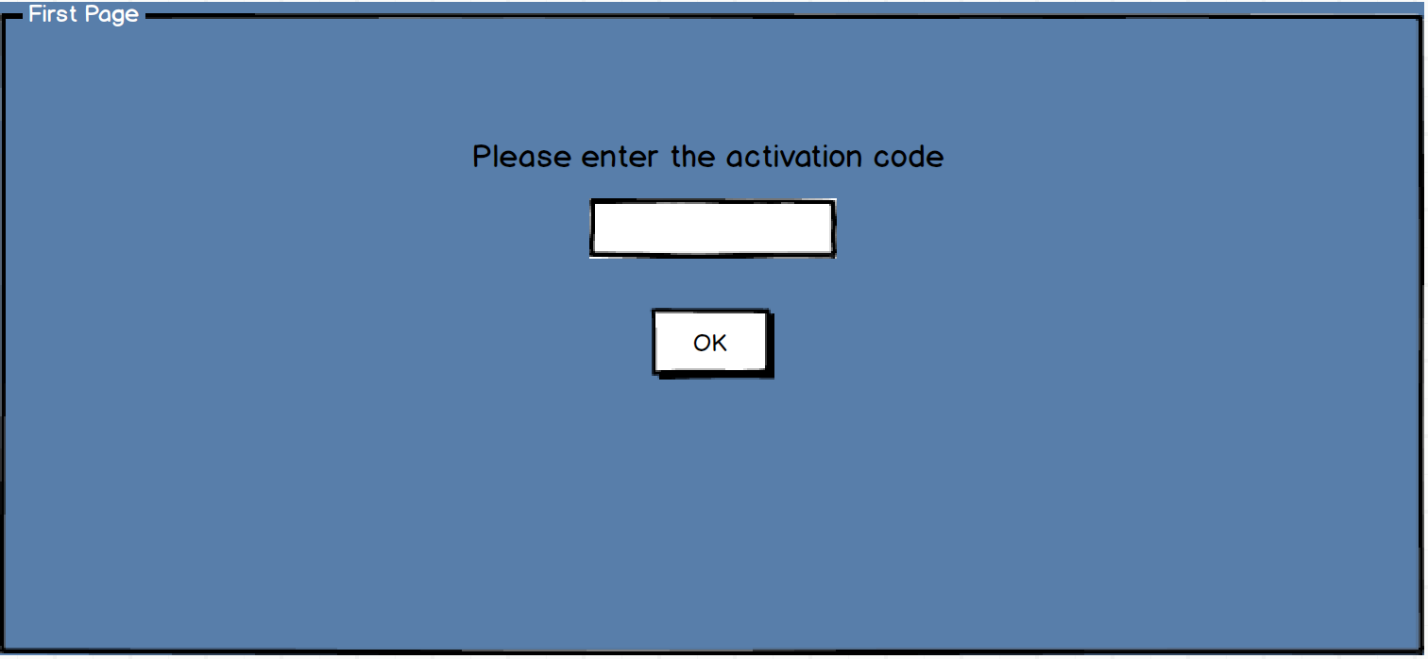 First Page
Please enter the activation code
OK